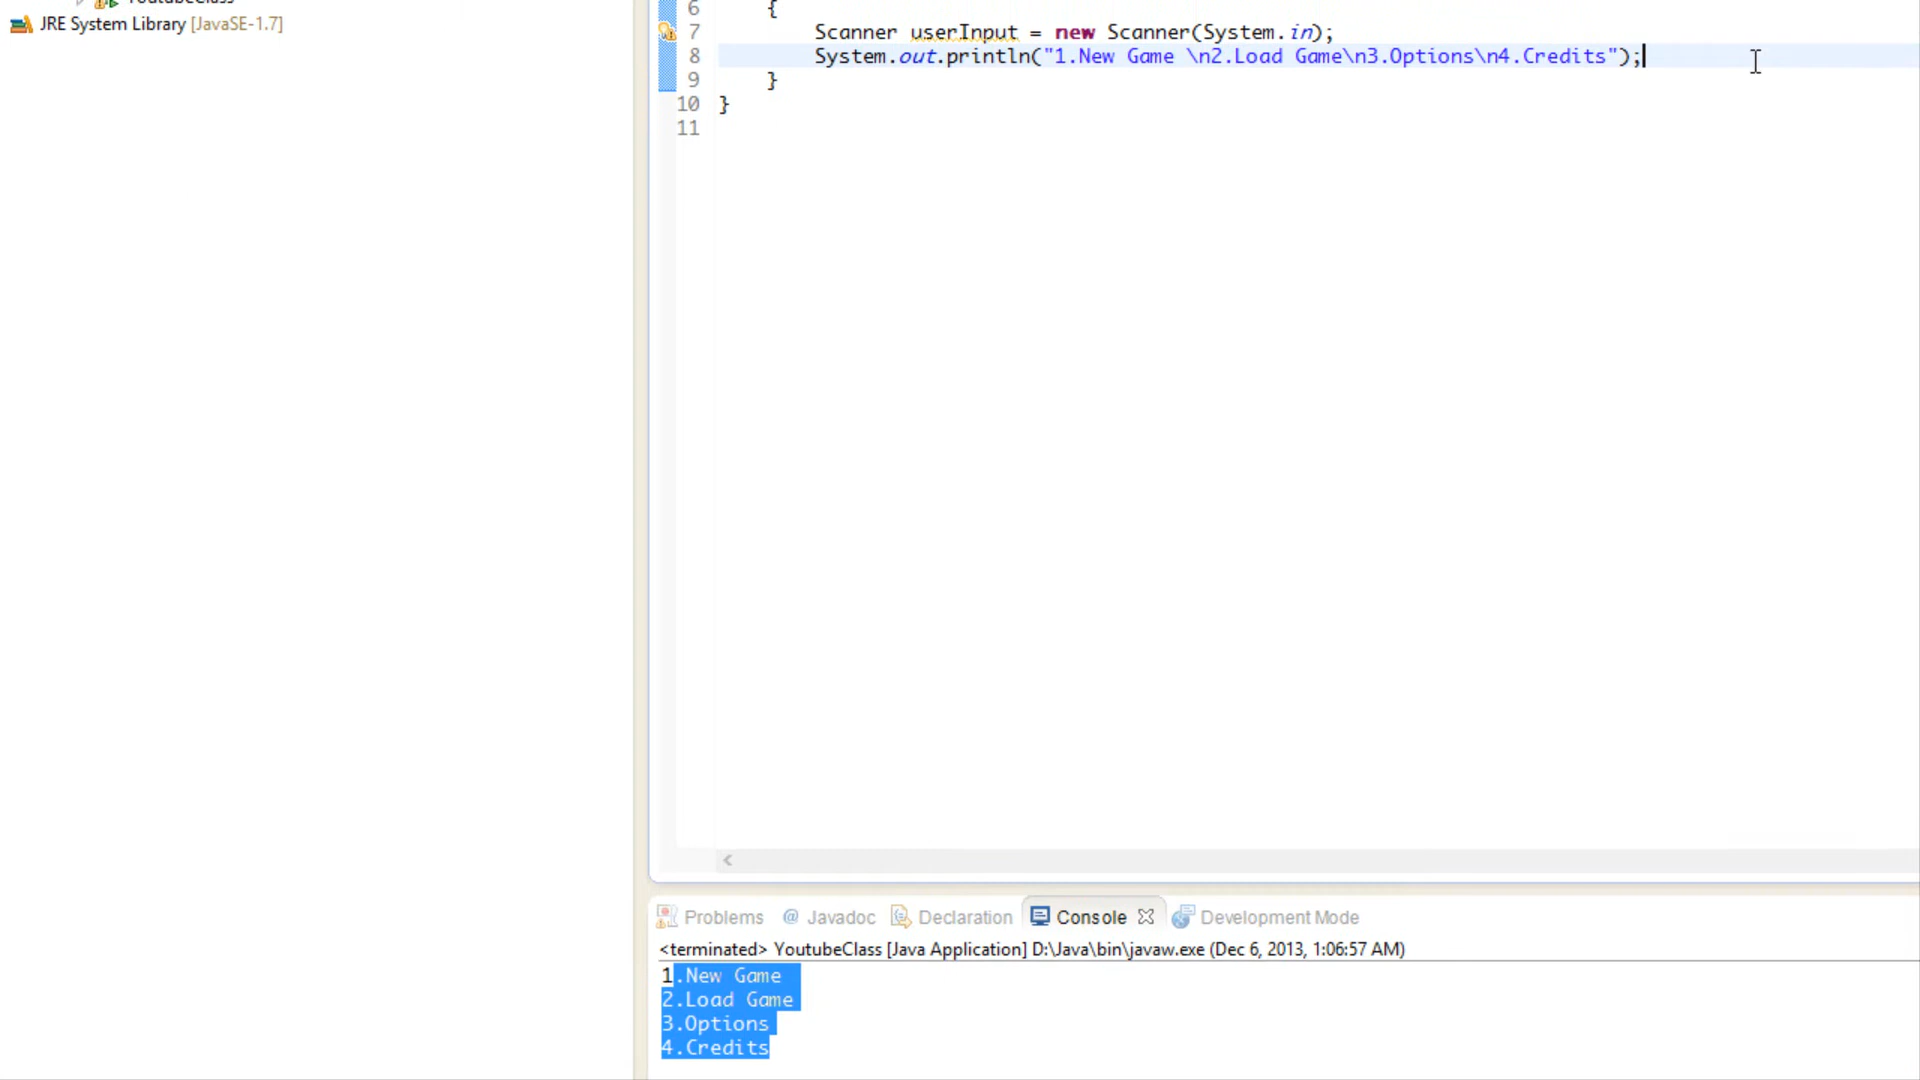 YoutubeClass
JRE System Library [JavaSE-1.7]
6 {
7 Scanner userInput = new Scanner(System.in);
8 System.out.println("1.New Game \n2.Load Game\n3.Options\n4.Credits");
9 }
10 }
11
Problems @ Javadoc Declaration Console Development Mode
<terminated> YoutubeClass [Java Application] D:\Java\bin\javaw.exe (Dec 6, 2013, 1:06:57 AM)
1.New Game
2.Load Game
3.Options
4.Credits